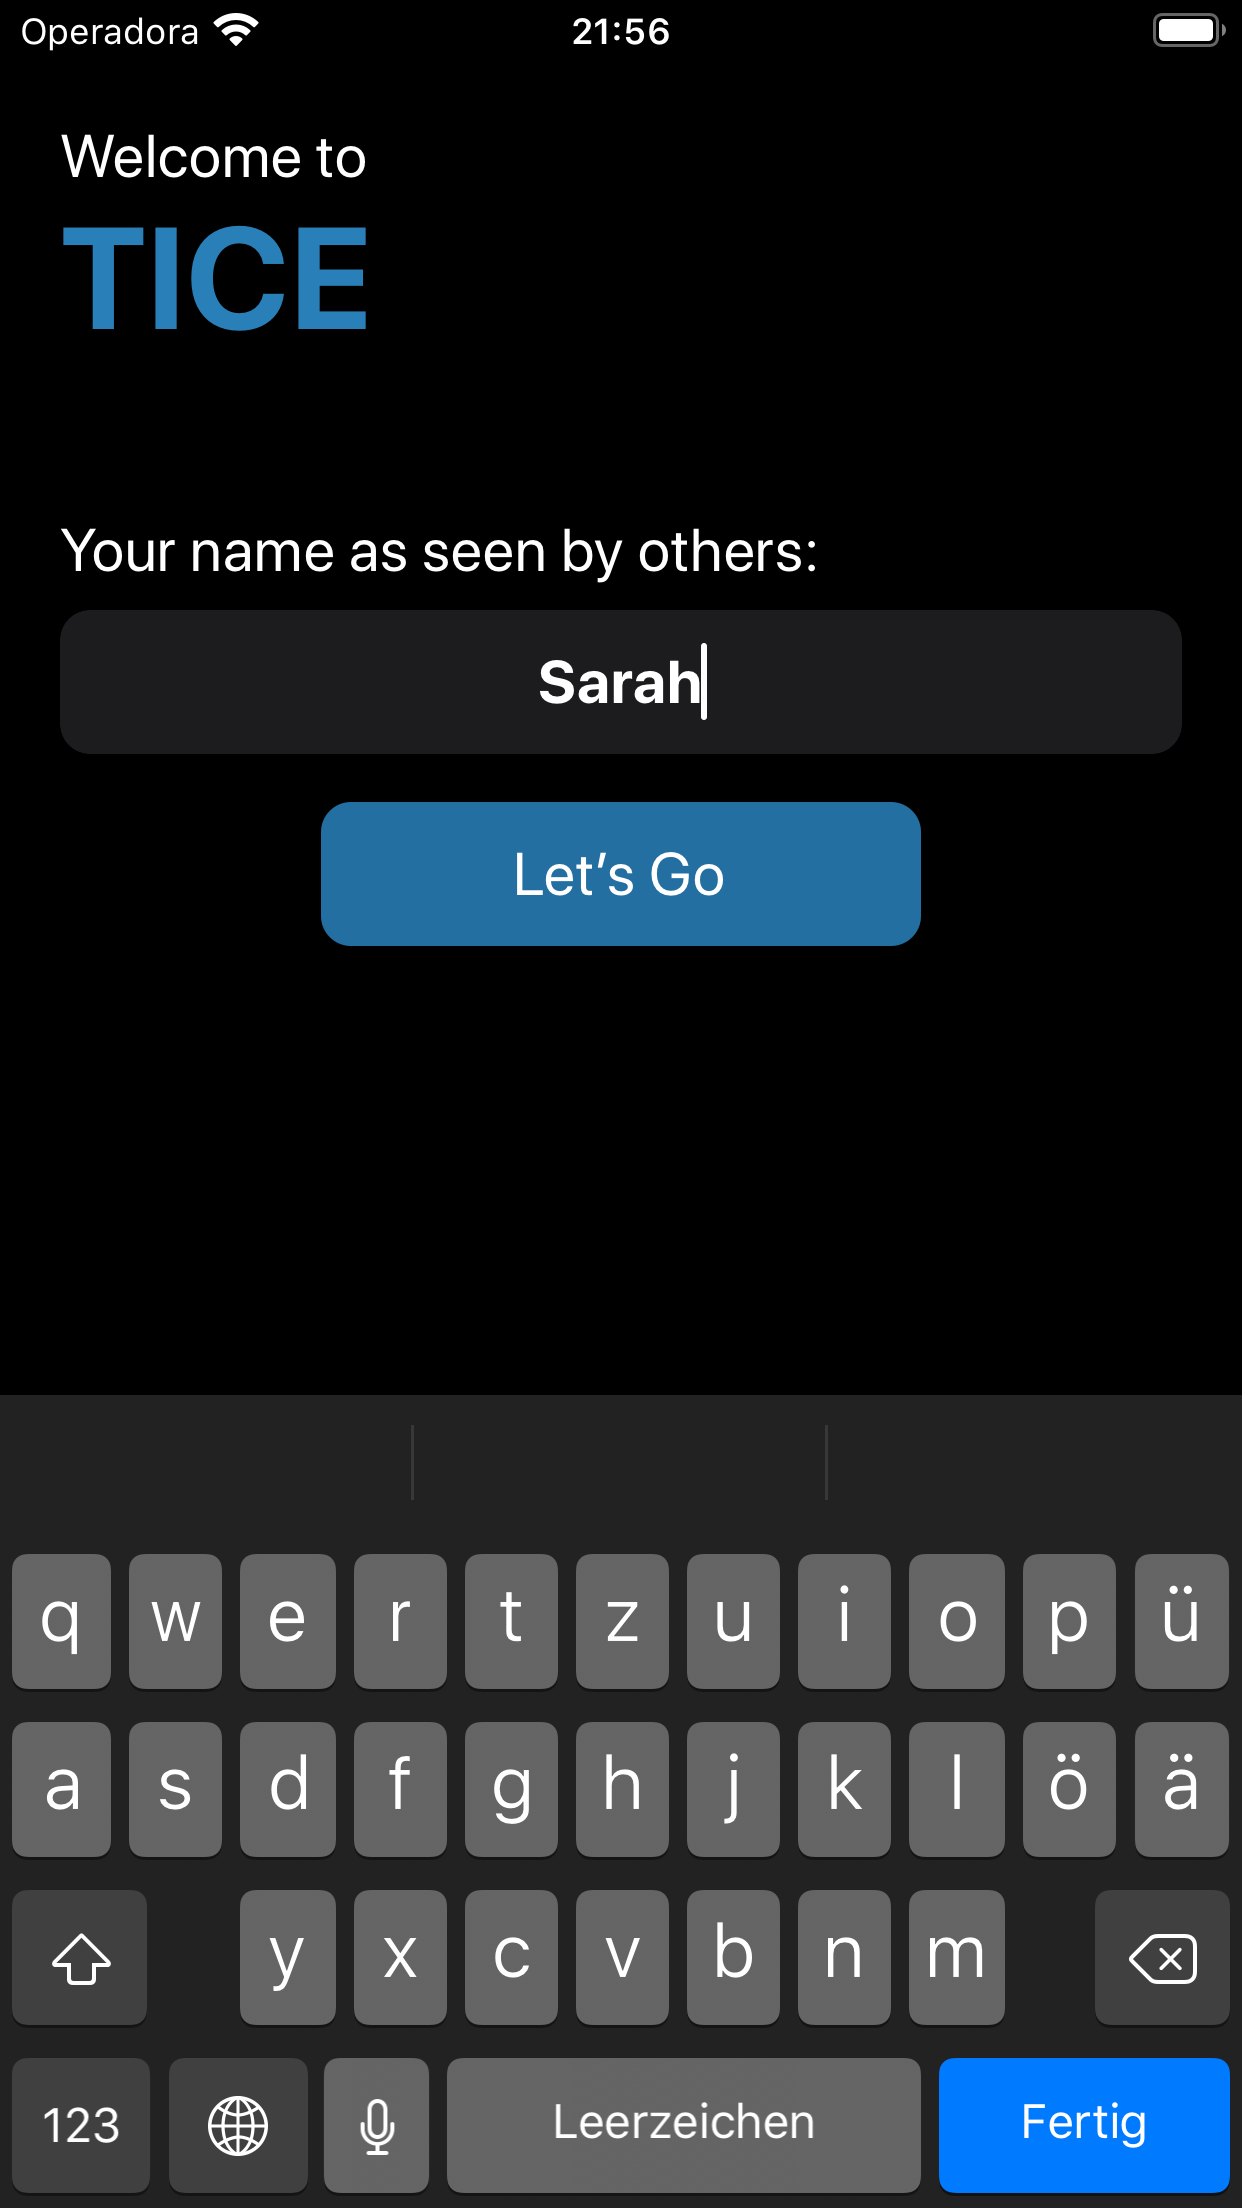 Operadora 21:56
Welcome to
TICE
Your name as seen by others:
Sarah
Let’s Go
q w e r t z u i o p ü
a s d f g h j k l ö ä
y x c v b n m
123 Leerzeichen Fertig